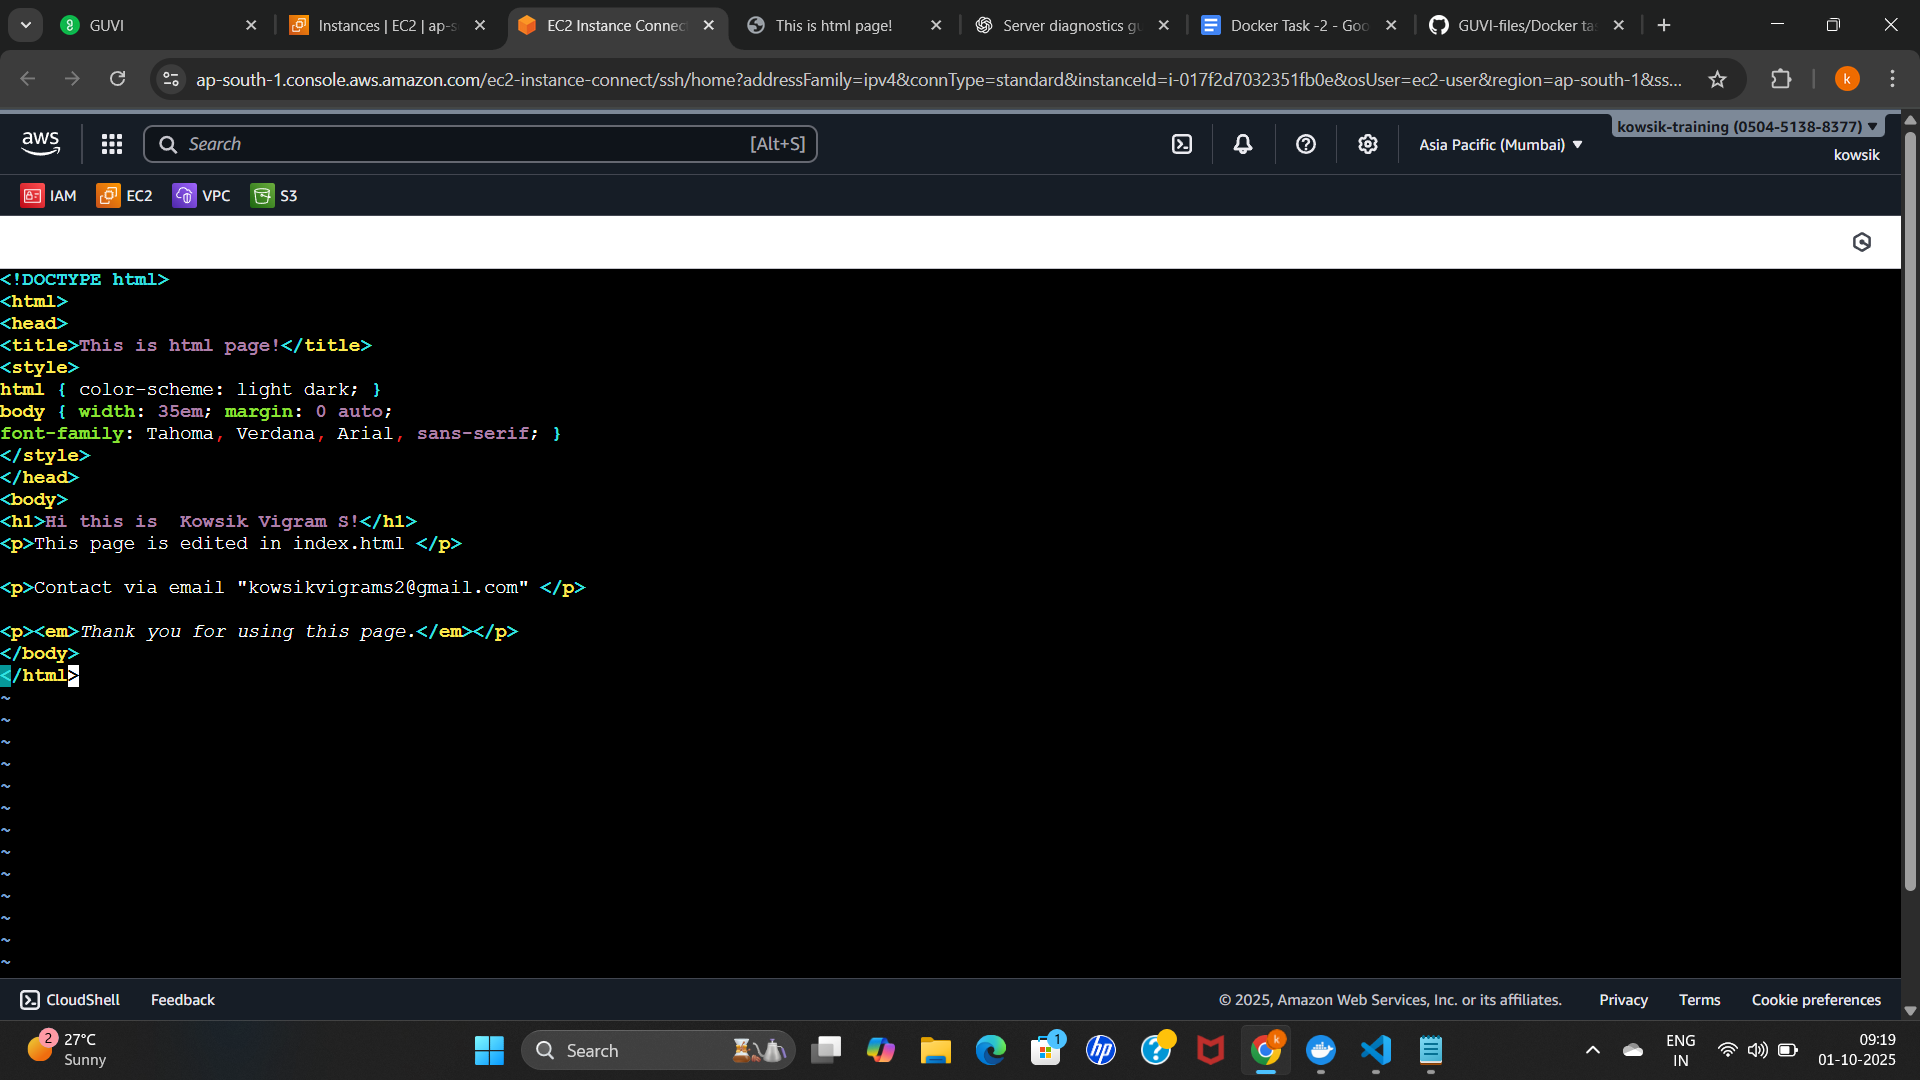 GUVI
Instances | EC2 | ap-s
EC2 Instance Connec
This is html page!
Server diagnostics gu
Docker Task -2 - Goo
GUVI-files/Docker tas
ap-south-1.console.aws.amazon.com/ec2-instance-connect/ssh/home?addressFamily=ipv4&connType=standard&instanceId=i-017f2d7032351fb0e&osUser=ec2-user&region=ap-south-1&ss...
k
aws
Search
[Alt+S]
Asia Pacific (Mumbai)
kowsik-training (0504-5138-8377)
kowsik
IAM
EC2
VPC
S3
<!DOCTYPE html>
<html>
<head>
<title>This is html page!</title>
<style>
html { color-scheme: light dark; }
body { width: 35em; margin: 0 auto;
font-family: Tahoma, Verdana, Arial, sans-serif; }
</style>
</head>
<body>
<h1>Hi this is  Kowsik Vigram S!</h1>
<p>This page is edited in index.html </p>
<p>Contact via email "kowsikvigrams2@gmail.com" </p>
<p><em>Thank you for using this page.</em></p>
</body>
</html>
~
~
~
~
~
~
~
~
~
~
~
~
~
CloudShell
Feedback
© 2025, Amazon Web Services, Inc. or its affiliates.
Privacy
Terms
Cookie preferences
2
27°C
Sunny
Search
1
hp
k
ENG
IN
09:19
01-10-2025